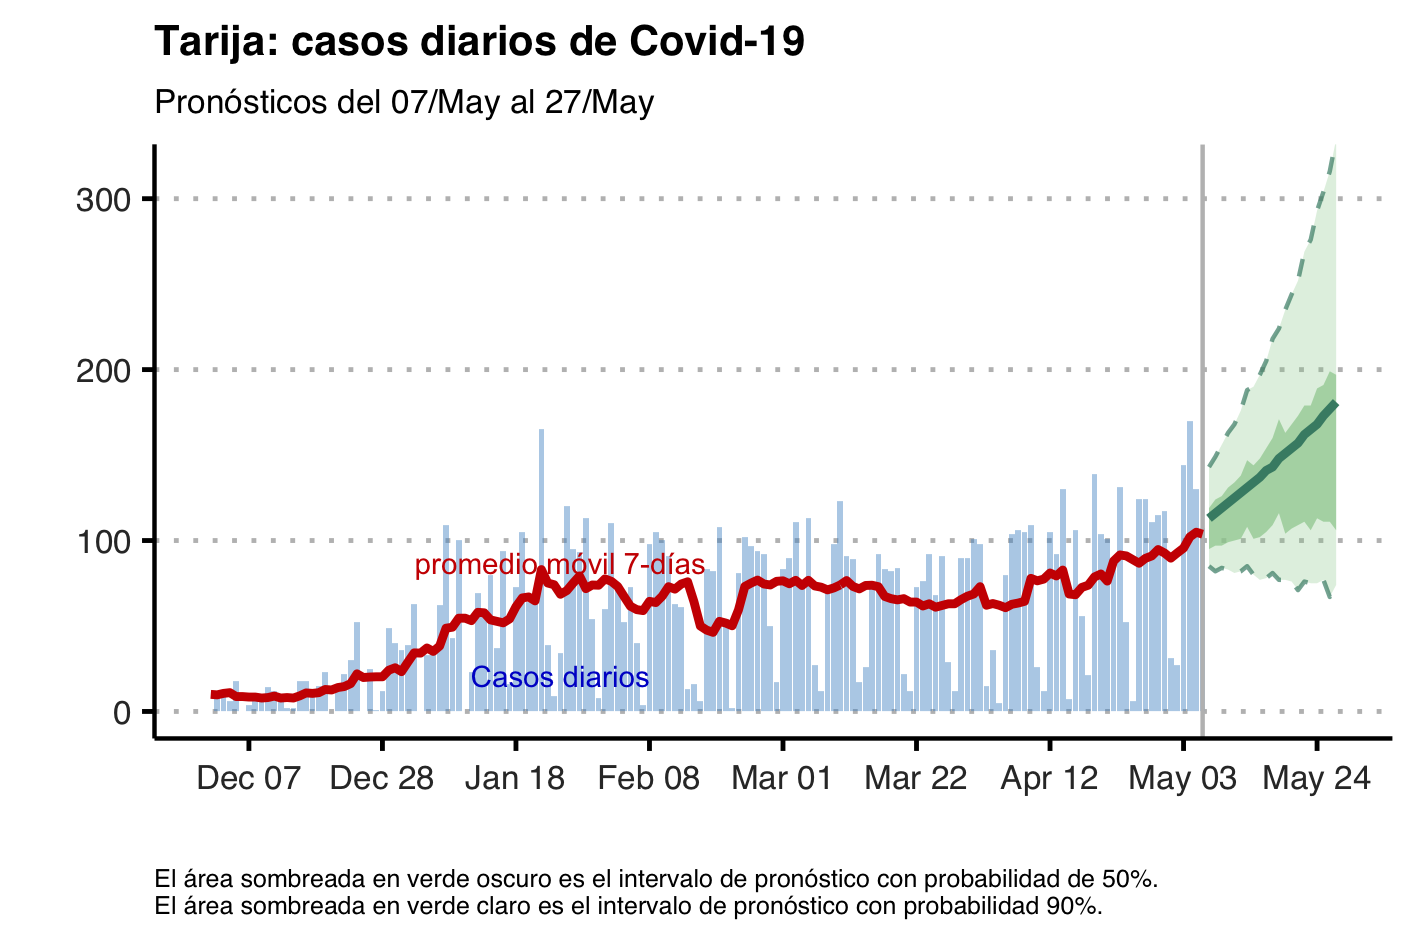 Tarija: casos diarios de Covid-19
Pronósticos del 07/May al 27/May
300
200
100
0
promedio móvil 7-días
Casos diarios
Dec 07 Dec 28 Jan 18 Feb 08 Mar 01 Mar 22 Apr 12 May 03 May 24
El área sombreada en verde oscuro es el intervalo de pronóstico con probabilidad de 50%.
El área sombreada en verde claro es el intervalo de pronóstico con probabilidad 90%.